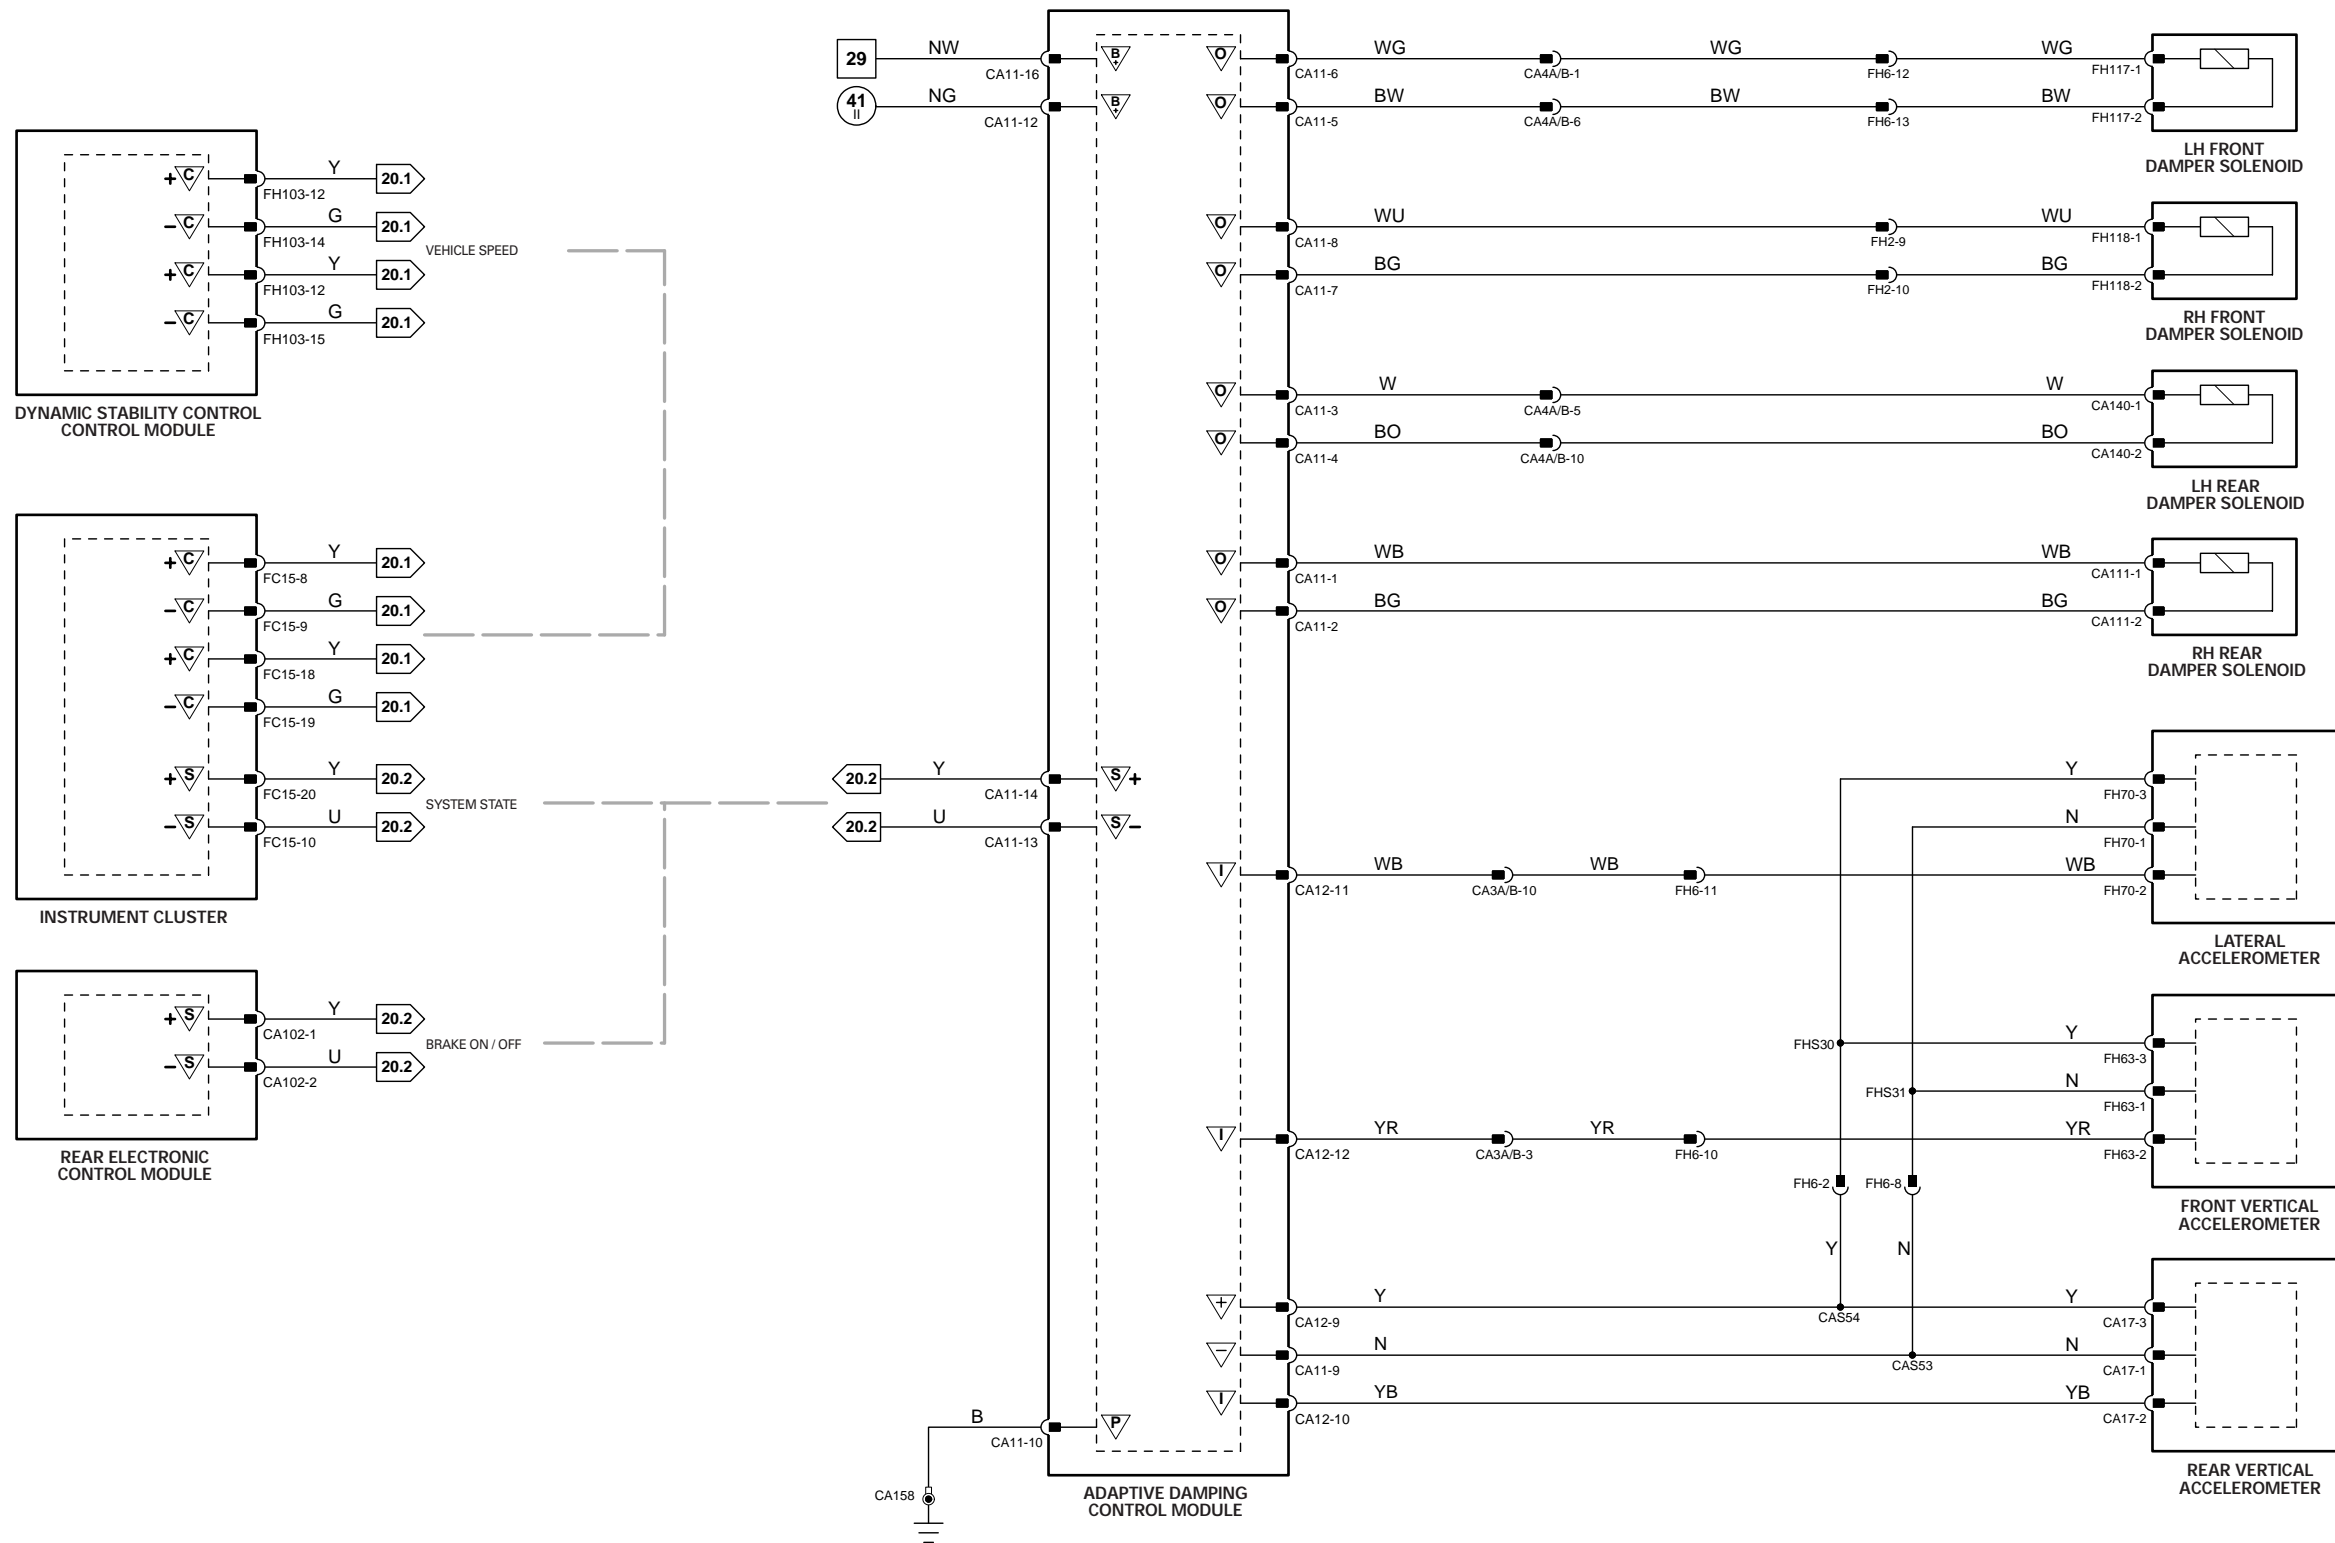 + C
FH103-12
Y
20.1
– C
FH103-14
G
20.1
+ C
FH103-12
Y
20.1
– C
FH103-15
G
20.1
VEHICLE SPEED
DYNAMIC STABILITY CONTROL
CONTROL MODULE
+ C
FC15-8
Y
20.1
– C
FC15-9
G
20.1
+ C
FC15-18
Y
20.1
– C
FC15-19
G
20.1
+ S
FC15-20
Y
20.2
– S
FC15-10
U
20.2
SYSTEM STATE
INSTRUMENT CLUSTER
+ S
CA102-1
Y
20.2
– S
CA102-2
U
20.2
BRAKE ON / OFF
REAR ELECTRONIC
CONTROL MODULE
29
NW
CA11-16
B+
41
II
NG
CA11-12
B+
20.2
Y
CA11-14
S +
20.2
U
CA11-13
S –
B
CA11-10
P
CA158
ADAPTIVE DAMPING
CONTROL MODULE
O
CA11-6
WG
CA4A/B-1
WG
FH6-12
WG
FH117-1
O
CA11-5
BW
CA4A/B-6
BW
FH6-13
BW
FH117-2
LH FRONT
DAMPER SOLENOID
O
CA11-8
WU
FH2-9
WU
FH118-1
O
CA11-7
BG
FH2-10
BG
FH118-2
RH FRONT
DAMPER SOLENOID
O
CA11-3
W
CA4A/B-5
W
CA140-1
O
CA11-4
BO
CA4A/B-10
BO
CA140-2
LH REAR
DAMPER SOLENOID
O
CA11-1
WB
WB
CA111-1
O
CA11-2
BG
BG
CA111-2
RH REAR
DAMPER SOLENOID
Y
FH70-3
N
FH70-1
I
CA12-11
WB
CA3A/B-10
WB
FH6-11
WB
FH70-2
LATERAL
ACCELEROMETER
FHS30
Y
FH63-3
FHS31
N
FH63-1
I
CA12-12
YR
CA3A/B-3
YR
FH6-10
YR
FH63-2
FH6-2
FH6-8
FRONT VERTICAL
ACCELEROMETER
Y
N
+
CA12-9
Y
CAS54
Y
CA17-3
–
CA11-9
N
CAS53
N
CA17-1
I
CA12-10
YB
YB
CA17-2
REAR VERTICAL
ACCELEROMETER